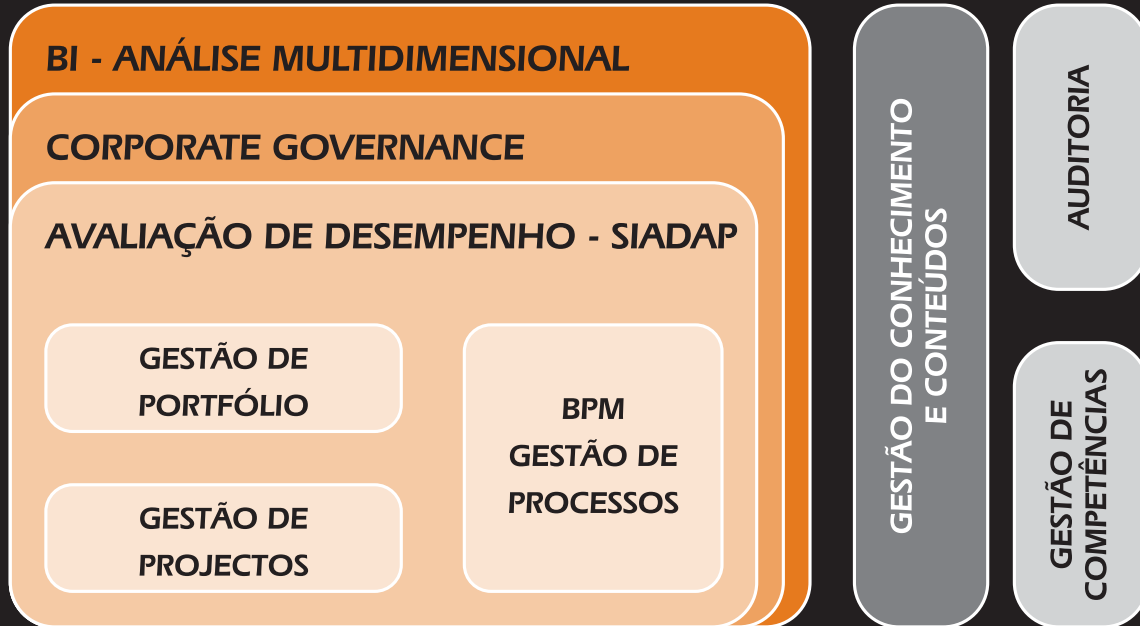 BI - ANÁLISE MULTIDIMENSIONAL
CORPORATE GOVERNANCE
AVALIAÇÃO DE DESEMPENHO - SIADAP
GESTÃO DE
PORTFÓLIO
GESTÃO DE
PROJECTOS
BPM
GESTÃO DE
PROCESSOS
GESTÃO DO CONHECIMENTO
E CONTEÚDOS
AUDITORIA
GESTÃO DE
COMPETÊNCIAS